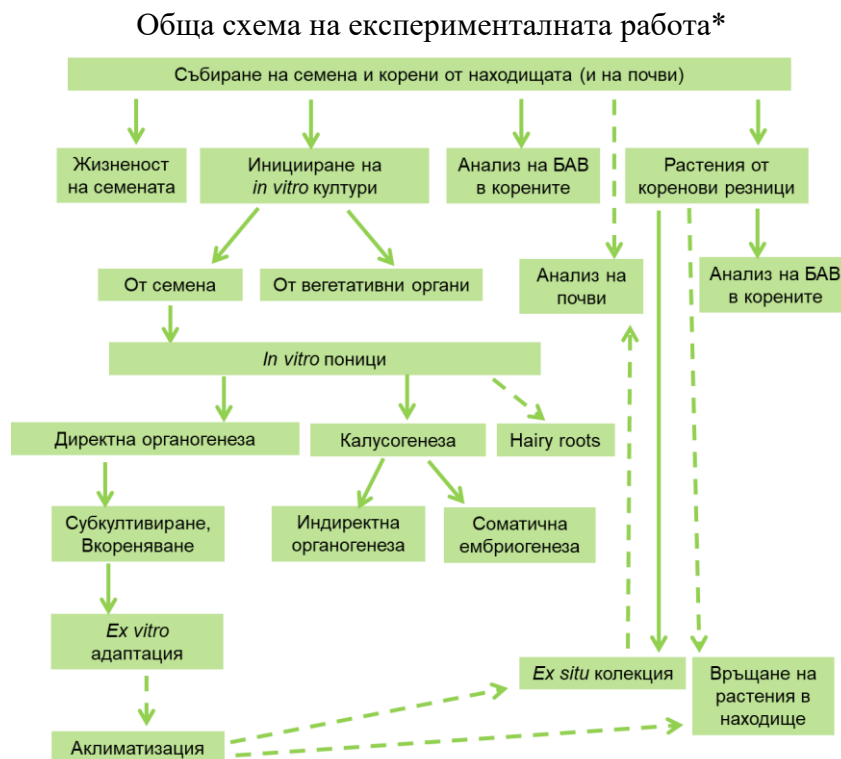 Обща схема на експерименталната работа*
Събиране на семена и корени от находищата (и на почви)
Жизненост
на семената
Иницииране на
in vitro култури
Анализ на БАВ
в корените
Растения от
коренови резници
От семена
От вегетативни органи
Анализ на
почви
Анализ на БАВ
в корените
In vitro поници
Директна органогенеза
Калусогенеза
Hairy roots
Субкултивиране,
Вкореняване
Индиректна
органогенеза
Соматична
ембриогенеза
Ex vitro
адаптация
Ex situ колекция
Връщане на
растения в
находище
Аклиматизация